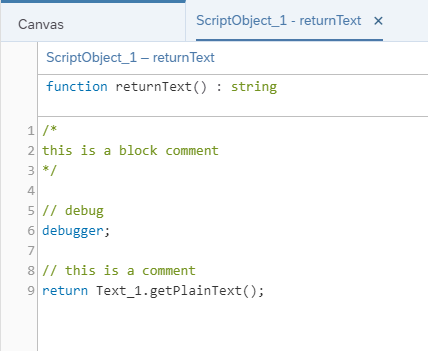 Canvas
ScriptObject_1 - returnText ×
ScriptObject_1 – returnText
function returnText() : string
1 /*
2 this is a block comment
3 */
4
5 // debug
6 debugger;
7
8 // this is a comment
9 return Text_1.getPlainText();